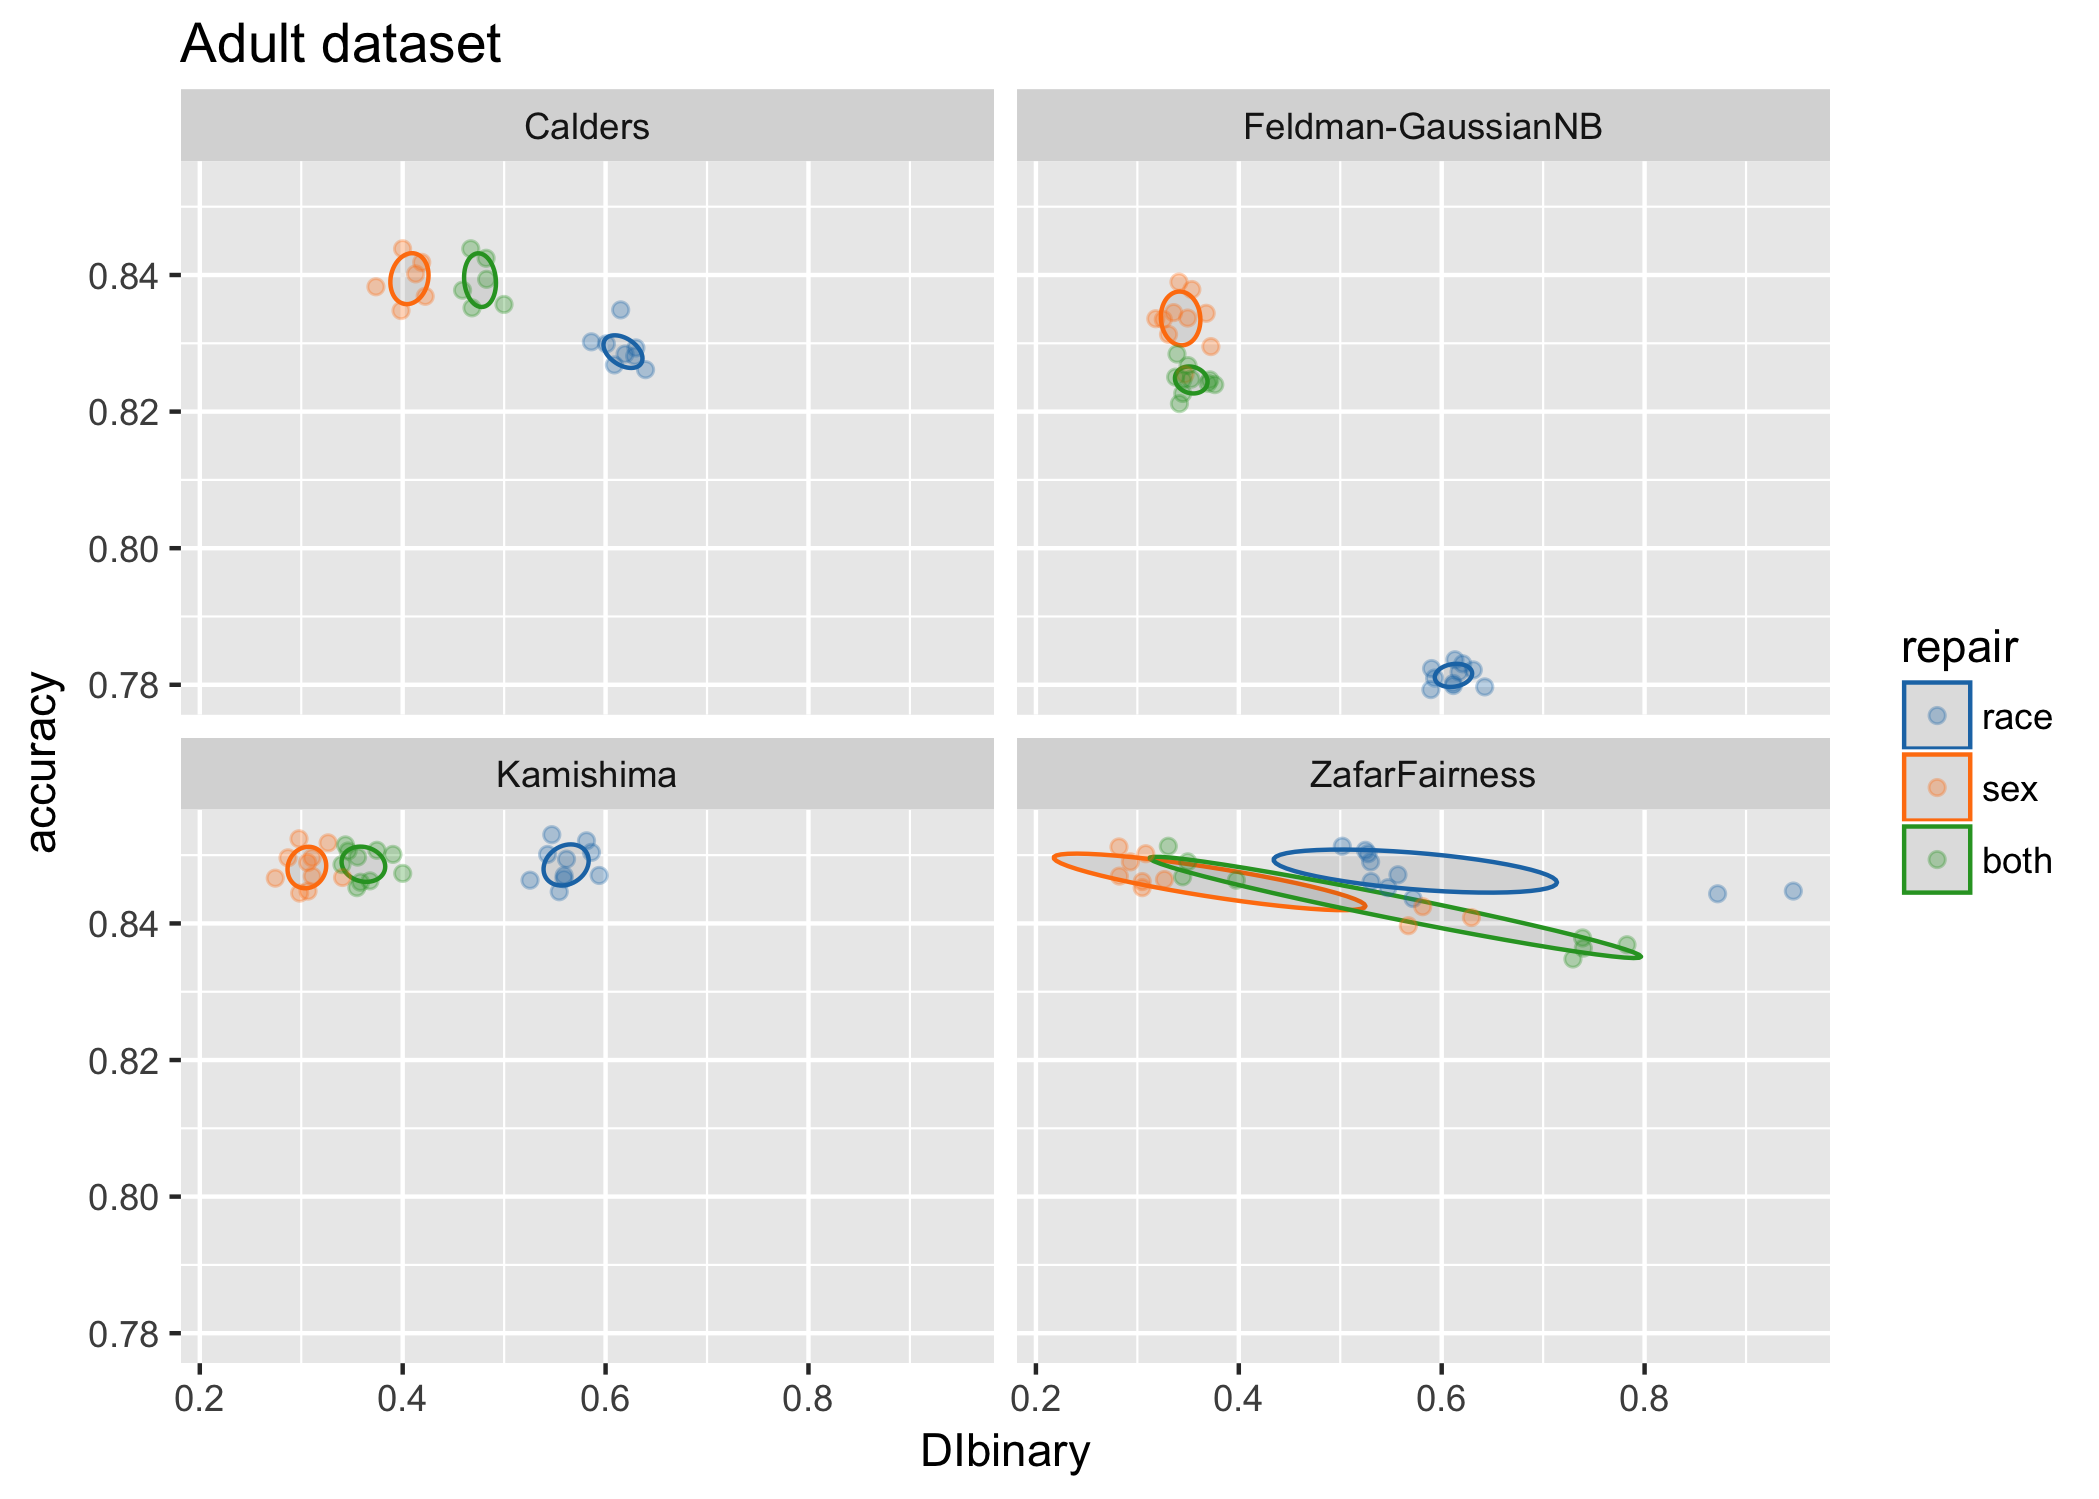 Adult dataset
Calders
Feldman-GaussianNB
0.84
0.82
0.80
0.78
Kamishima
ZafarFairness
0.84
0.82
0.80
0.78
0.2 0.4 0.6 0.8
0.2 0.4 0.6 0.8
DIbinary
accuracy
repair
race
sex
both